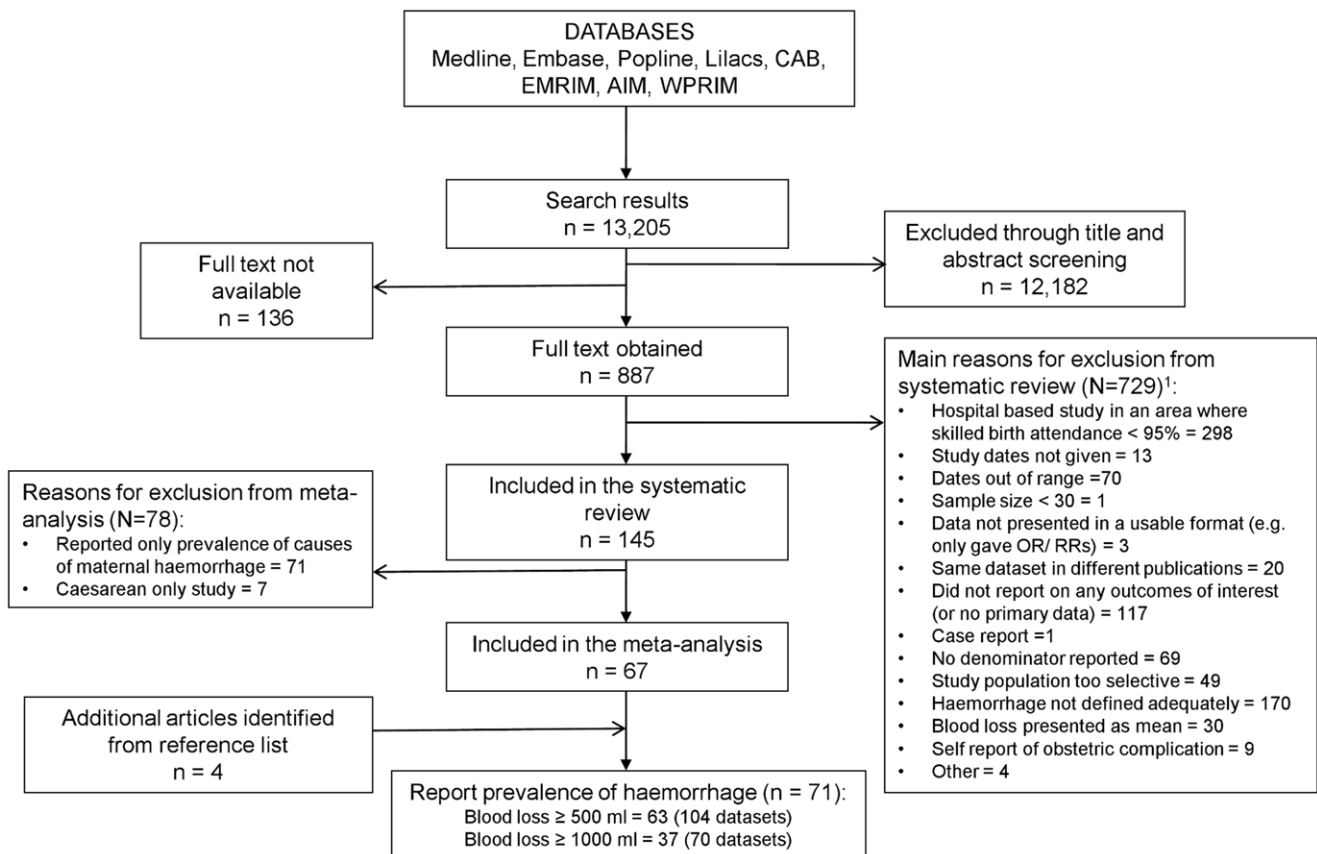 DATABASES
Medline, Embase, Popline, Lilacs, CAB,
EMRIM, AIM, WPRIM
Search results
n = 13,205
Excluded through title and
abstract screening
n = 12,182
Full text not
available
n = 136
Full text obtained
n = 887
Main reasons for exclusion from
systematic review (N=729)¹:
• Hospital based study in an area where
skilled birth attendance < 95% = 298
• Study dates not given = 13
• Dates out of range =70
• Sample size < 30 = 1
• Data not presented in a usable format (e.g.
only gave OR/ RRs) = 3
• Same dataset in different publications = 20
• Did not report on any outcomes of interest
(or no primary data) = 117
• Case report =1
• No denominator reported = 69
• Study population too selective = 49
• Haemorrhage not defined adequately = 170
• Blood loss presented as mean = 30
• Self report of obstetric complication = 9
• Other = 4
Included in the systematic
review
n = 145
Reasons for exclusion from meta-
analysis (N=78):
• Reported only prevalence of causes
of maternal haemorrhage = 71
• Caesarean only study = 7
Included in the meta-analysis
n = 67
Additional articles identified
from reference list
n = 4
Report prevalence of haemorrhage (n = 71):
Blood loss ≥ 500 ml = 63 (104 datasets)
Blood loss ≥ 1000 ml = 37 (70 datasets)